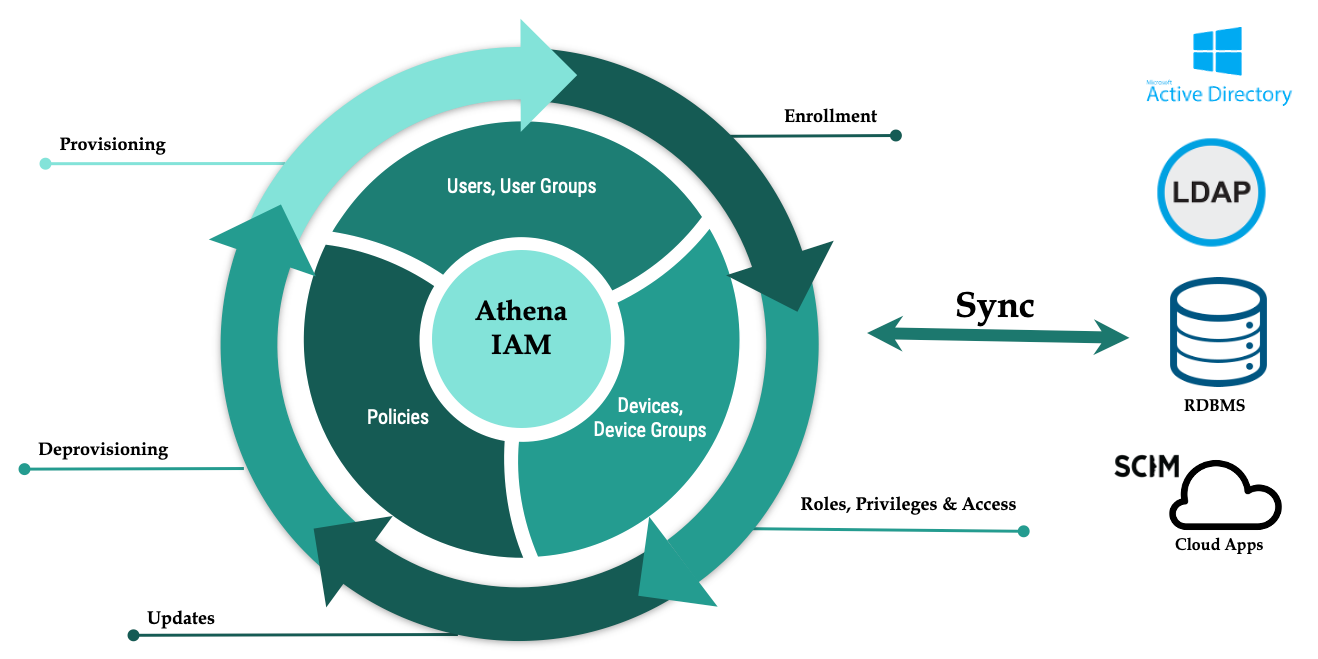 Provisioning
Enrollment
Users, User Groups
Athena
IAM
Policies
Devices,
Device Groups
Deprovisioning
Roles, Privileges & Access
Updates
Sync
Microsoft
Active Directory
LDAP
RDBMS
SCIM
Cloud Apps